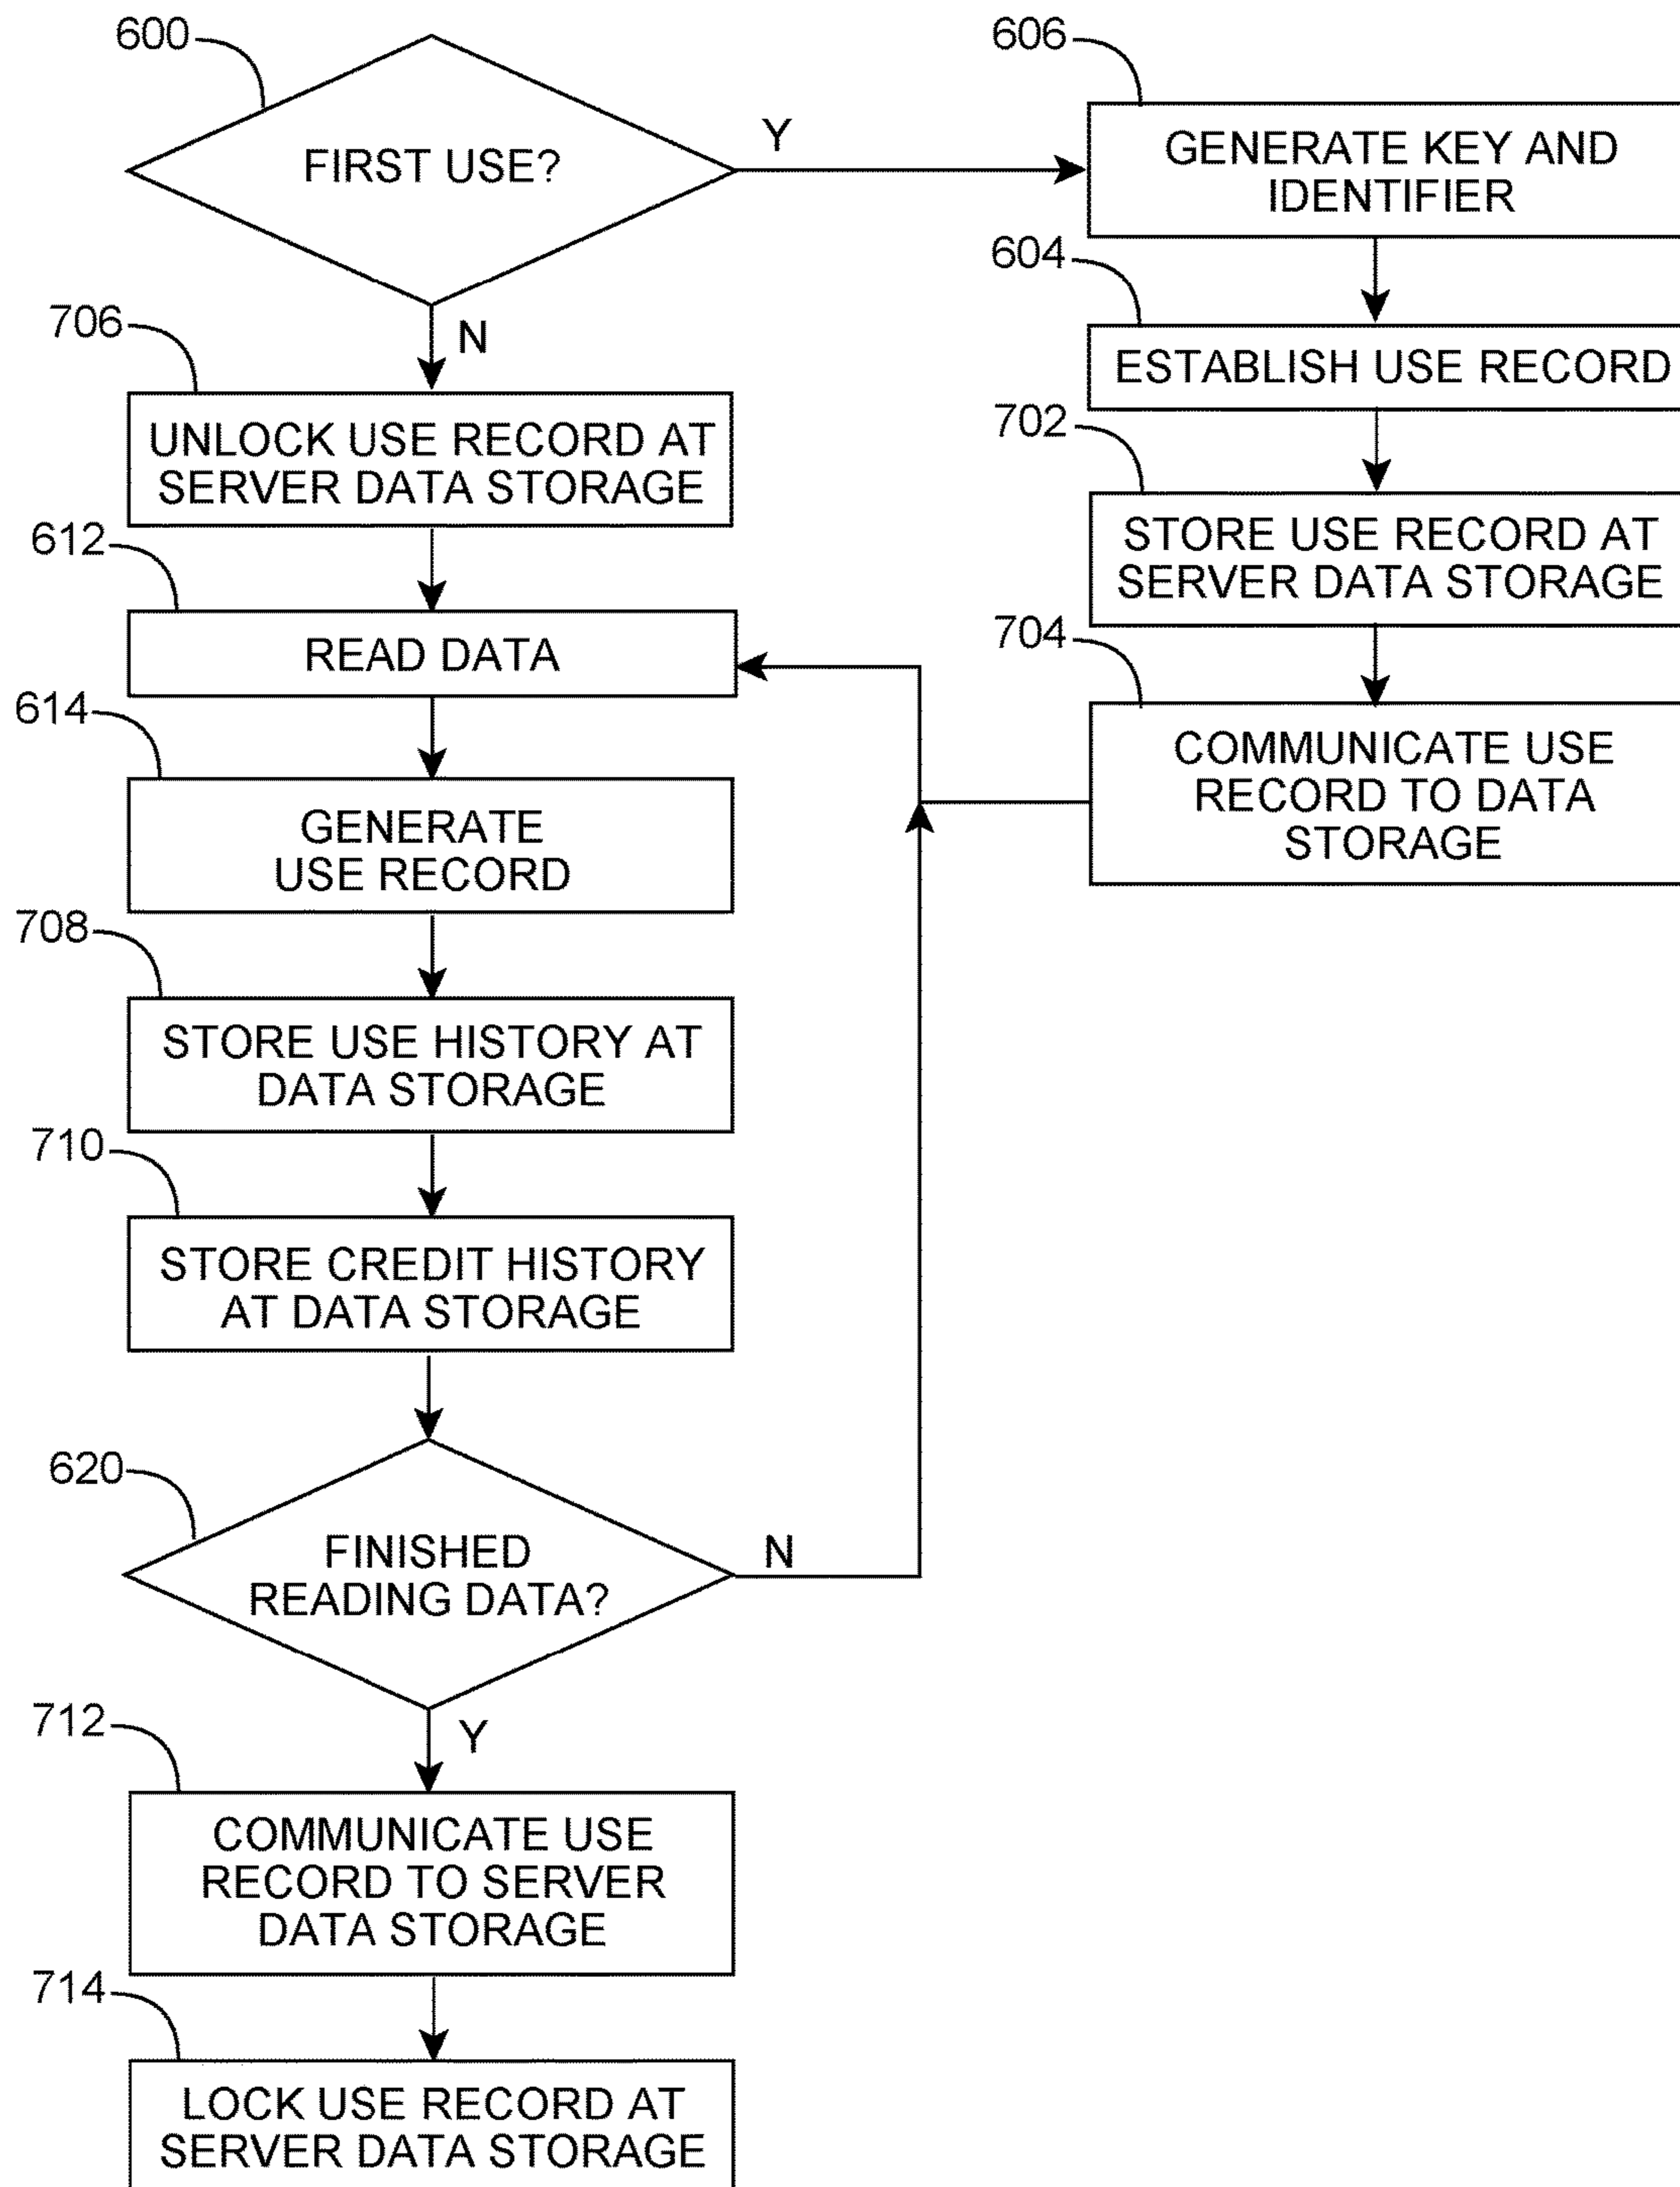 600
FIRST USE?
Y
N
606
GENERATE KEY AND
IDENTIFIER
604
ESTABLISH USE RECORD
702
STORE USE RECORD AT
SERVER DATA STORAGE
704
COMMUNICATE USE
RECORD TO DATA
STORAGE
706
UNLOCK USE RECORD AT
SERVER DATA STORAGE
612
READ DATA
614
GENERATE
USE RECORD
708
STORE USE HISTORY AT
DATA STORAGE
710
STORE CREDIT HISTORY
AT DATA STORAGE
620
FINISHED
READING DATA?
N
Y
712
COMMUNICATE USE
RECORD TO SERVER
DATA STORAGE
714
LOCK USE RECORD AT
SERVER DATA STORAGE